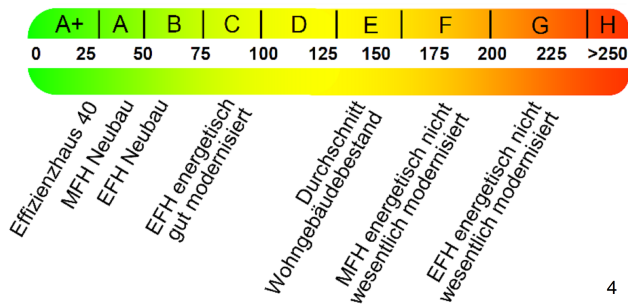 A+ A B C D E F G H
0 25 50 75 100 125 150 175 200 225 >250
Effizienzhaus 40
MFH Neubau
EFH Neubau
EFH energetisch
gut modernisiert
Durchschnitt
Wohngebäudebestand
MFH energetisch nicht
wesentlich modernisiert
EFH energetisch nicht
wesentlich modernisiert
4